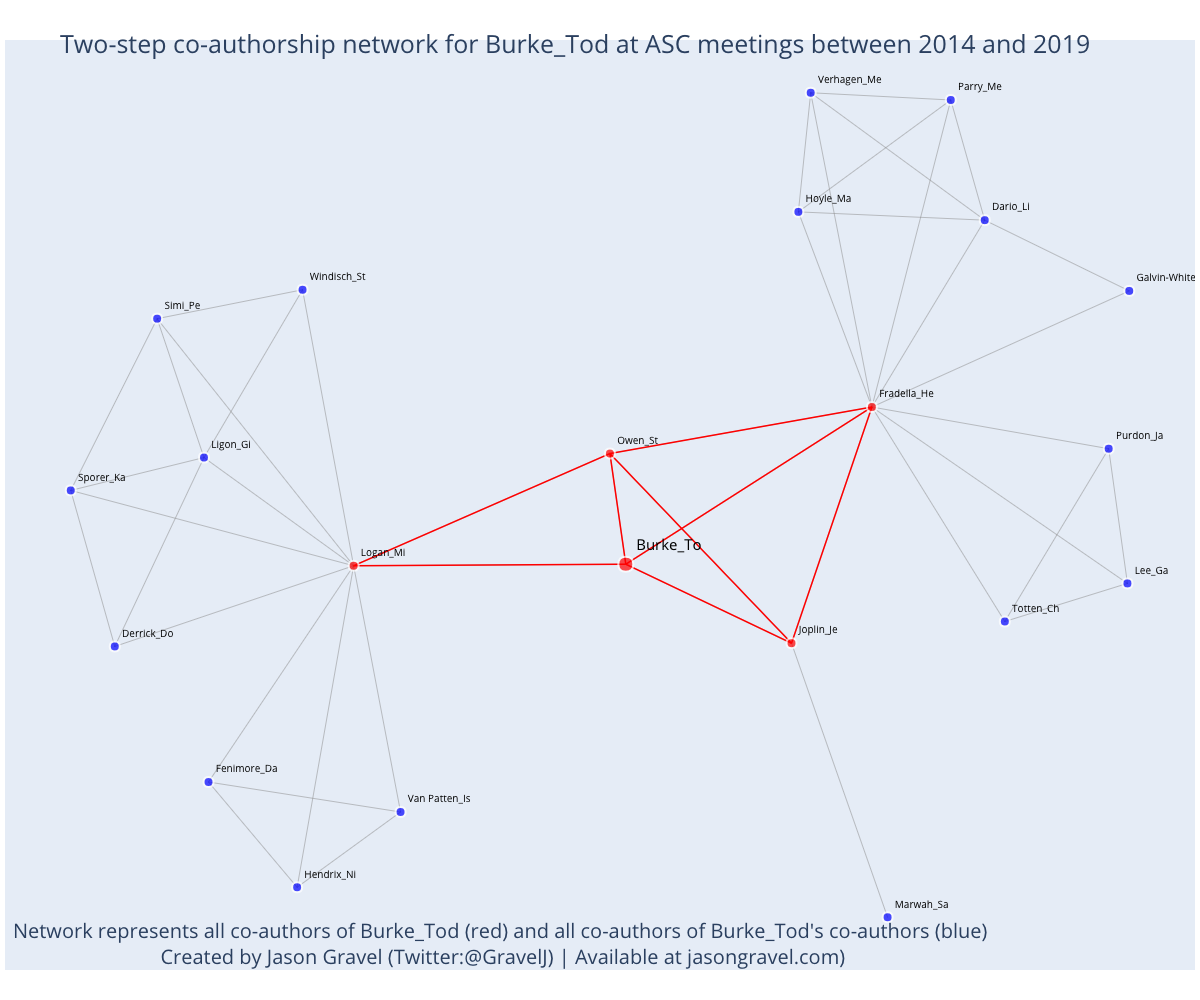 Two-step co-authorship network for Burke_Tod at ASC meetings between 2014 and 2019
Verhagen_Me
Parry_Me
Hoyle_Ma
Dario_Li
Windisch_St
Galvin-White
Simi_Pe
Fradella_He
Owen_St
Purdon_Ja
Ligon_Gi
Sporer_Ka
Burke_To
Logan_Mi
Lee_Ga
Totten_Ch
Joplin_Je
Derrick_Do
Fenimore_Da
Van Patten_Is
Hendrix_Ni
Marwah_Sa
Network represents all co-authors of Burke_Tod (red) and all co-authors of Burke_Tod's co-authors (blue)
Created by Jason Gravel (Twitter:@GravelJ) | Available at jasongravel.com)